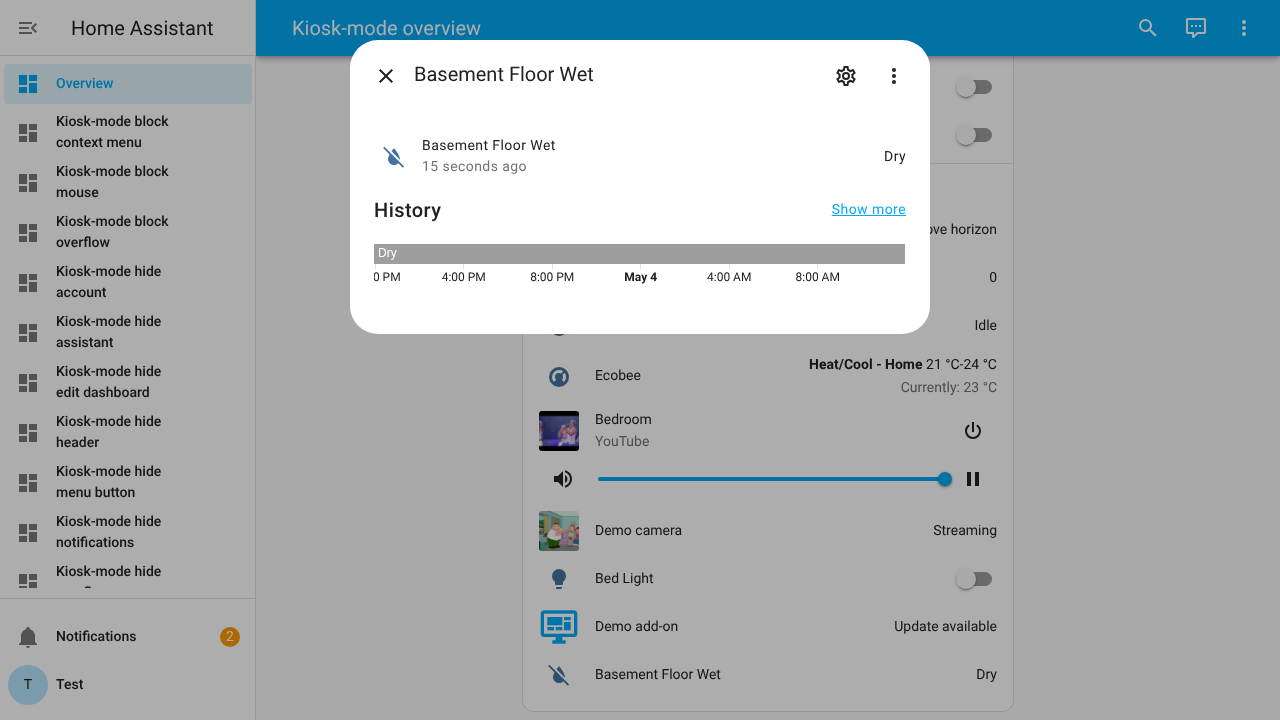 Home Assistant
Kiosk-mode overview
Overview
Kiosk-mode block
context menu
Kiosk-mode block
mouse
Kiosk-mode block
overflow
Kiosk-mode hide
account
Kiosk-mode hide
assistant
Kiosk-mode hide
edit dashboard
Kiosk-mode hide
header
Kiosk-mode hide
menu button
Kiosk-mode hide
notifications
Kiosk-mode hide
Notifications
2
T
Test
Basement Floor Wet
Basement Floor Wet
15 seconds ago
Dry
History
Show more
Dry
0 PM
4:00 PM
8:00 PM
May 4
4:00 AM
8:00 AM
horizon
0
Idle
Ecobee
Heat/Cool - Home 21 °C-24 °C
Currently: 23 °C
Bedroom
YouTube
Demo camera
Streaming
Bed Light
Demo add-on
Update available
Basement Floor Wet
Dry